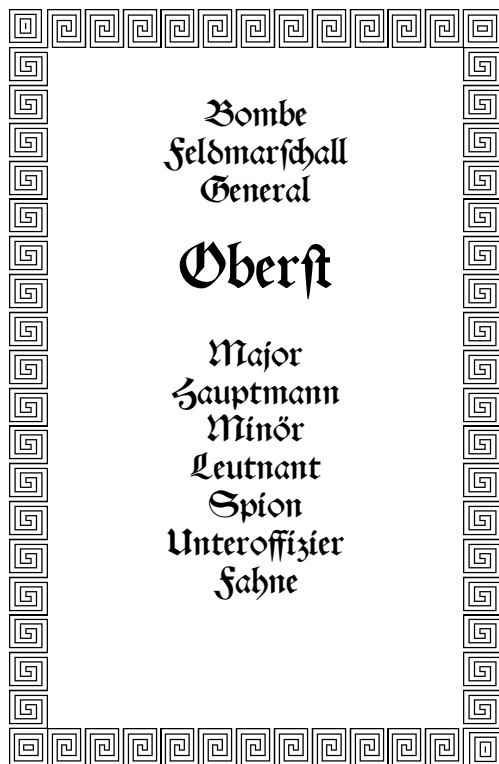 Bombe
Feldmarſchall
General
Oberſt
Major
Hauptmann
Minör
Leutnant
Spion
Unteroffizier
Fahne